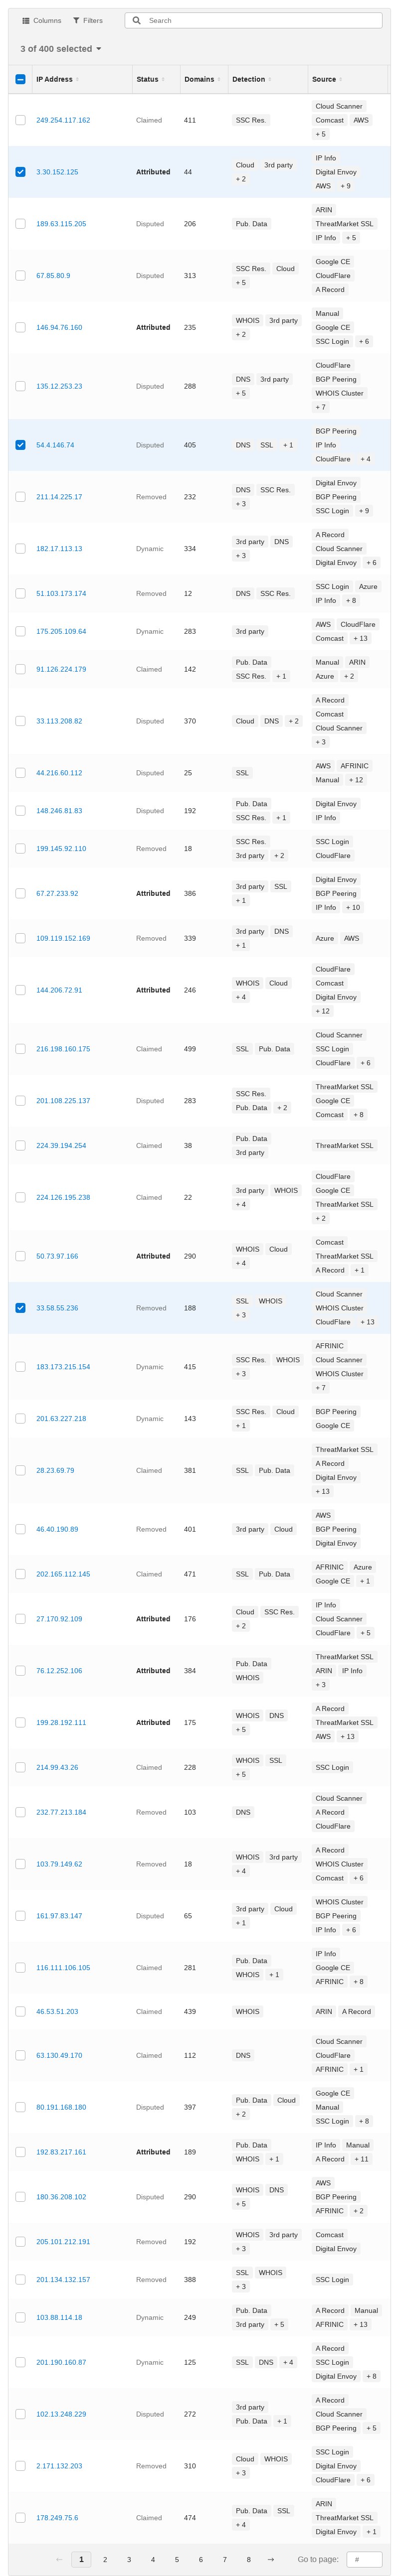 Columns Filters Search
3 of 400 selected
IP Address Status Domains Detection Source
249.254.117.162 Claimed 411 SSC Res. Cloud Scanner Comcast AWS + 5
3.30.152.125 Attributed 44 Cloud 3rd party + 2 IP Info Digital Envoy AWS + 9
189.63.115.205 Disputed 206 Pub. Data ARIN ThreatMarket SSL IP Info + 5
67.85.80.9 Disputed 313 SSC Res. Cloud + 5 Google CE CloudFlare A Record
146.94.76.160 Attributed 235 WHOIS 3rd party + 2 Manual Google CE SSC Login + 6
135.12.253.23 Disputed 288 DNS 3rd party + 5 CloudFlare BGP Peering WHOIS Cluster + 7
54.4.146.74 Disputed 405 DNS SSL + 1 BGP Peering IP Info CloudFlare + 4
211.14.225.17 Removed 232 DNS SSC Res. + 3 Digital Envoy BGP Peering SSC Login + 9
182.17.113.13 Dynamic 334 3rd party DNS + 3 A Record Cloud Scanner Digital Envoy + 6
51.103.173.174 Removed 12 DNS SSC Res. SSC Login Azure IP Info + 8
175.205.109.64 Dynamic 283 3rd party AWS CloudFlare Comcast + 13
91.126.224.179 Claimed 142 Pub. Data SSC Res. + 1 Manual ARIN Azure + 2
33.113.208.82 Disputed 370 Cloud DNS + 2 A Record Comcast Cloud Scanner + 3
44.216.60.112 Disputed 25 SSL AWS AFRINIC Manual + 12
148.246.81.83 Disputed 192 Pub. Data SSC Res. + 1 Digital Envoy IP Info
199.145.92.110 Removed 18 SSC Res. 3rd party + 2 SSC Login CloudFlare
67.27.233.92 Attributed 386 3rd party SSL + 1 Digital Envoy BGP Peering IP Info + 10
109.119.152.169 Removed 339 3rd party DNS + 1 Azure AWS
144.206.72.91 Attributed 246 WHOIS Cloud + 4 CloudFlare Comcast Digital Envoy + 12
216.198.160.175 Claimed 499 SSL Pub. Data Cloud Scanner SSC Login CloudFlare + 6
201.108.225.137 Disputed 283 SSC Res. Pub. Data + 2 ThreatMarket SSL Google CE Comcast + 8
224.39.194.254 Claimed 38 Pub. Data 3rd party ThreatMarket SSL
224.126.195.238 Claimed 22 3rd party WHOIS + 4 CloudFlare Google CE ThreatMarket SSL + 2
50.73.97.166 Attributed 290 WHOIS Cloud + 4 Comcast ThreatMarket SSL A Record + 1
33.58.55.236 Removed 188 SSL WHOIS + 3 Cloud Scanner WHOIS Cluster CloudFlare + 13
183.173.215.154 Dynamic 415 SSC Res. WHOIS + 3 AFRINIC Cloud Scanner WHOIS Cluster + 7
201.63.227.218 Dynamic 143 SSC Res. Cloud + 1 BGP Peering Google CE
28.23.69.79 Claimed 381 SSL Pub. Data ThreatMarket SSL A Record Digital Envoy + 13
46.40.190.89 Removed 401 3rd party Cloud AWS BGP Peering Digital Envoy
202.165.112.145 Claimed 471 SSL Pub. Data AFRINIC Azure Google CE + 1
27.170.92.109 Attributed 176 Cloud SSC Res. + 2 IP Info Cloud Scanner CloudFlare + 5
76.12.252.106 Attributed 384 Pub. Data WHOIS ThreatMarket SSL ARIN IP Info + 3
199.28.192.111 Attributed 175 WHOIS DNS + 5 A Record ThreatMarket SSL AWS + 13
214.99.43.26 Claimed 228 WHOIS SSL + 5 SSC Login
232.77.213.184 Removed 103 DNS Cloud Scanner A Record CloudFlare
103.79.149.62 Removed 18 WHOIS 3rd party + 4 A Record WHOIS Cluster Comcast + 6
161.97.83.147 Disputed 65 3rd party Cloud + 1 WHOIS Cluster BGP Peering IP Info + 6
116.111.106.105 Claimed 281 Pub. Data WHOIS + 1 IP Info Google CE AFRINIC + 8
46.53.51.203 Claimed 439 WHOIS ARIN A Record
63.130.49.170 Claimed 112 DNS Cloud Scanner CloudFlare AFRINIC + 1
80.191.168.180 Disputed 397 Pub. Data Cloud + 2 Google CE Manual SSC Login + 8
192.83.217.161 Attributed 189 Pub. Data WHOIS + 1 IP Info Manual A Record + 11
180.36.208.102 Disputed 290 WHOIS DNS + 5 AWS BGP Peering AFRINIC + 2
205.101.212.191 Removed 192 WHOIS 3rd party + 3 Comcast Digital Envoy
201.134.132.157 Removed 388 SSL WHOIS + 3 SSC Login
103.88.114.18 Dynamic 249 Pub. Data 3rd party + 5 A Record Manual AFRINIC + 13
201.190.160.87 Dynamic 125 SSL DNS + 4 A Record SSC Login Digital Envoy + 8
102.13.248.229 Disputed 272 3rd party Pub. Data + 1 A Record Cloud Scanner BGP Peering + 5
2.171.132.203 Removed 310 Cloud WHOIS + 3 SSC Login Digital Envoy CloudFlare + 6
178.249.75.6 Claimed 474 Pub. Data SSL + 4 ARIN ThreatMarket SSL Digital Envoy + 1
← 1 2 3 4 5 6 7 8 → Go to page: #